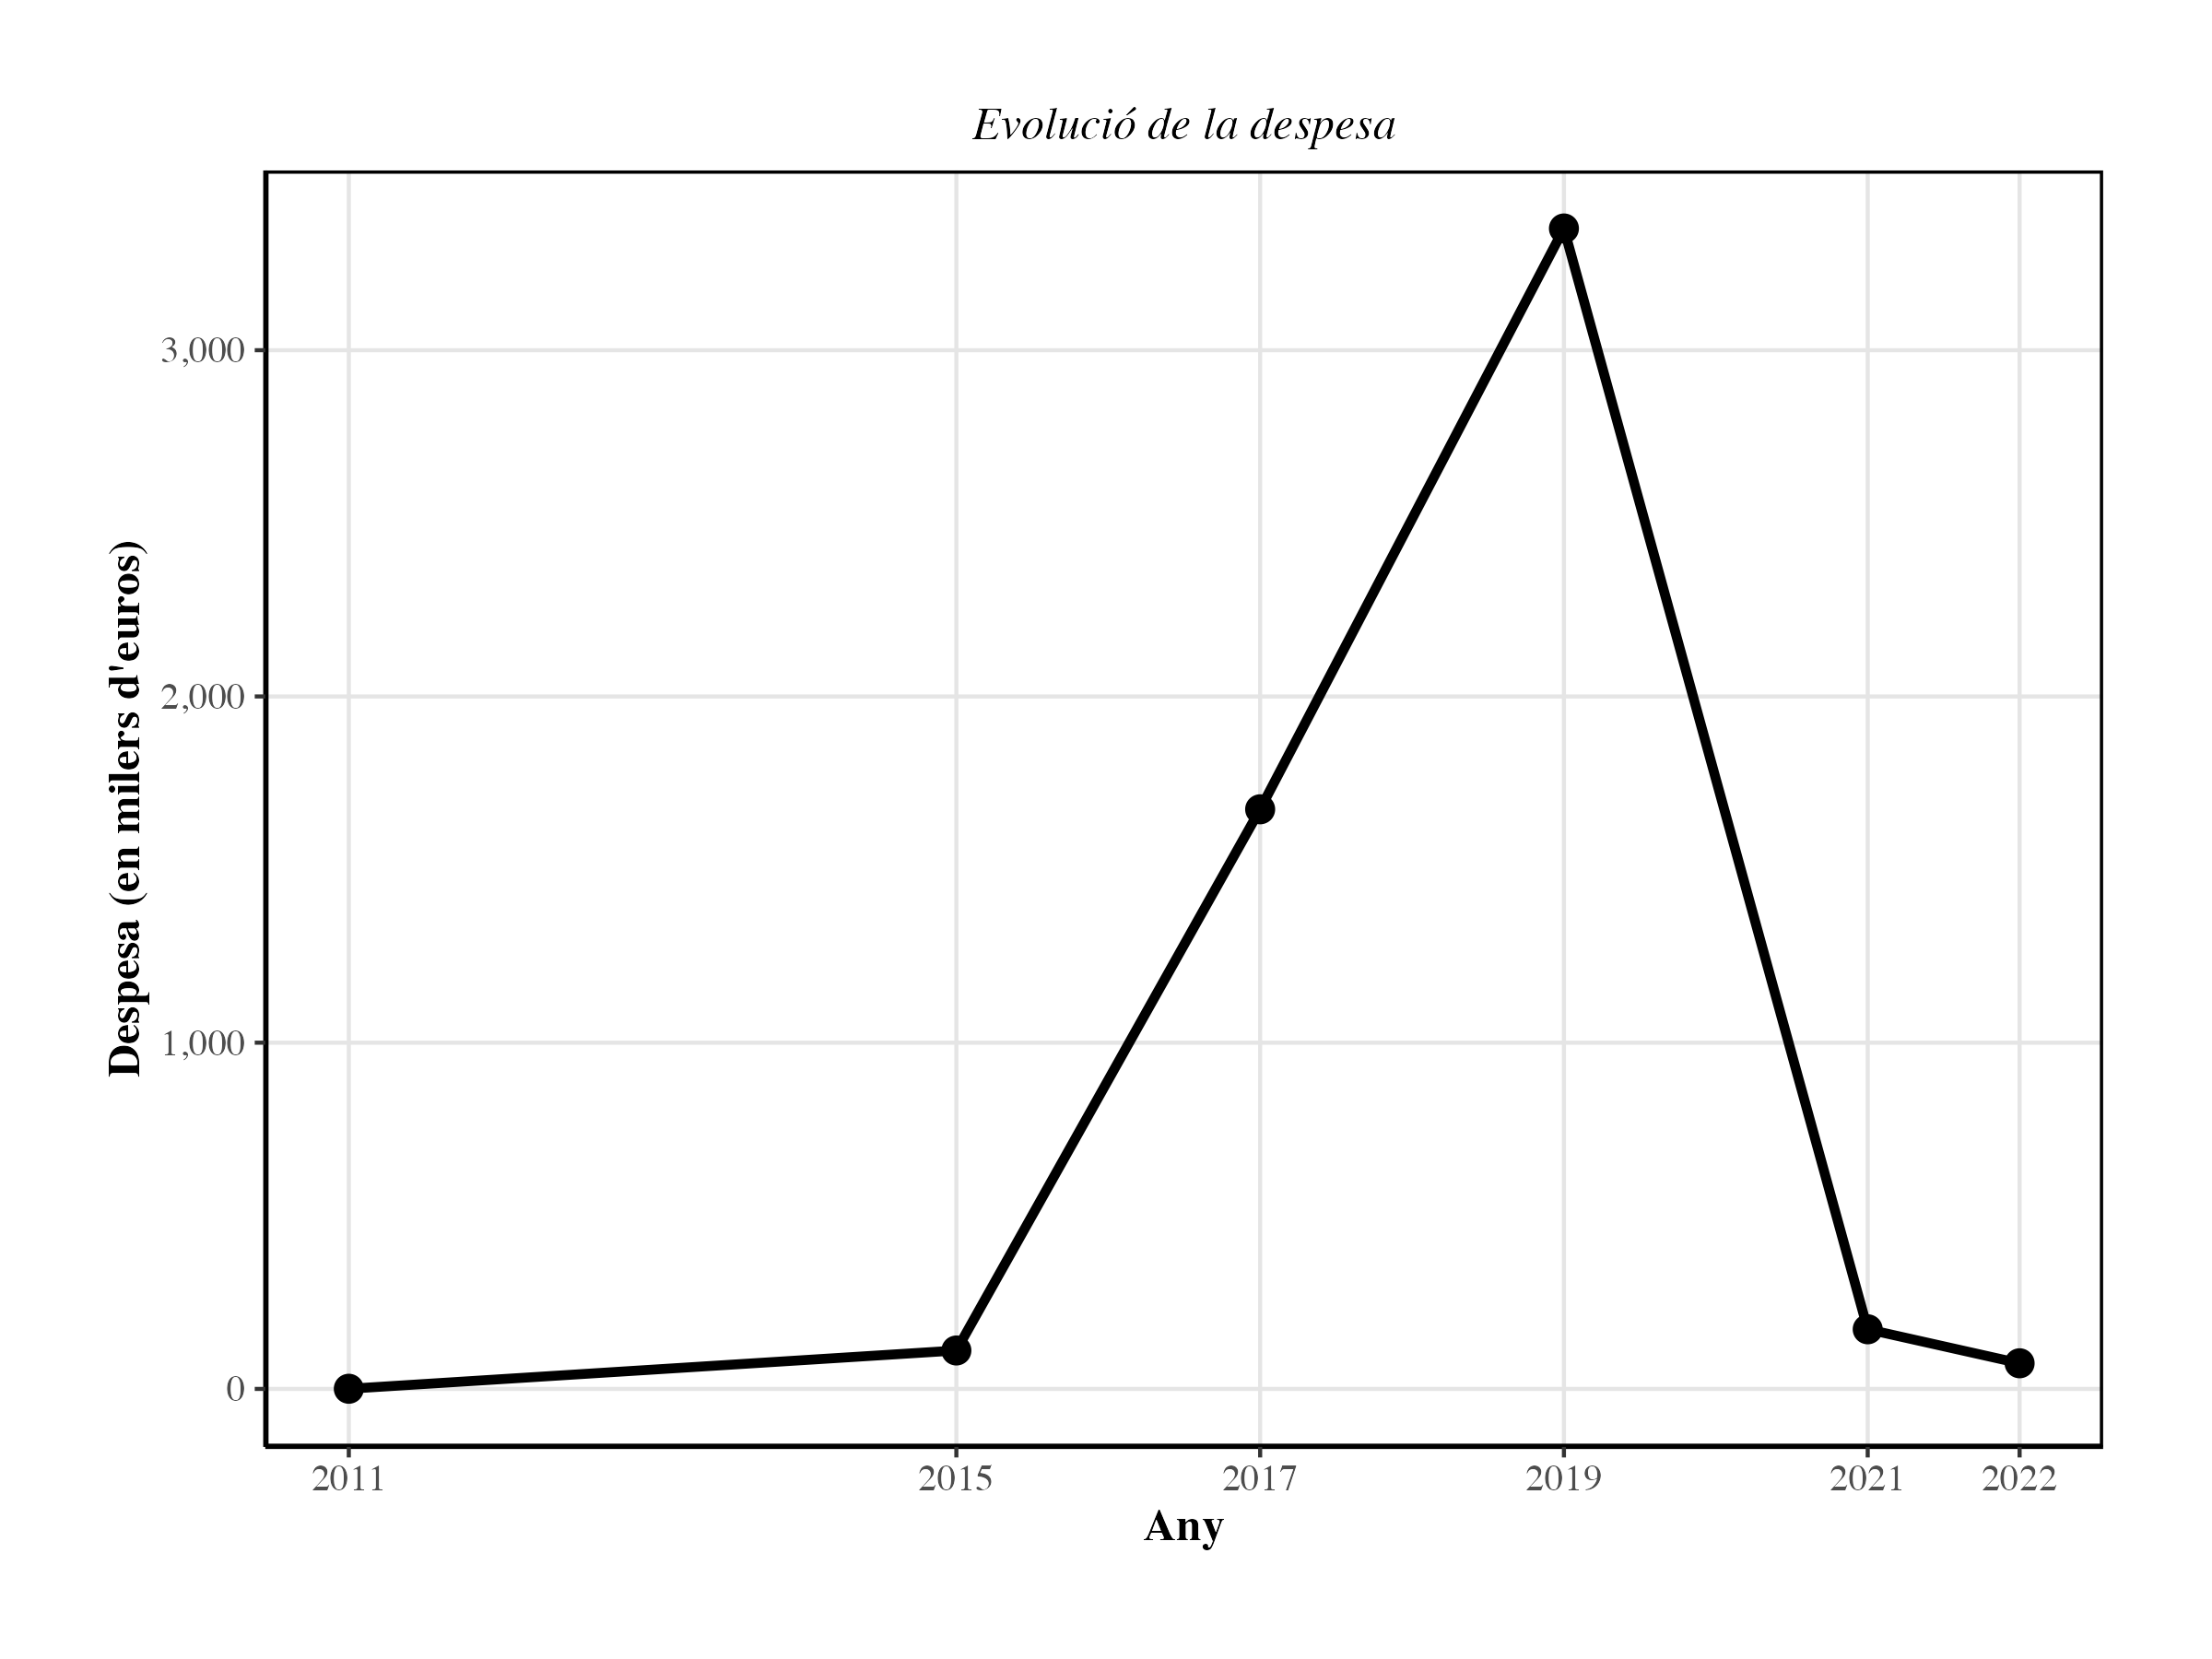 Evolució de la despesa
Despesa (en milers d'euros)
3,000
2,000
1,000
0
2011 2015 2017 2019 2021 2022
Any